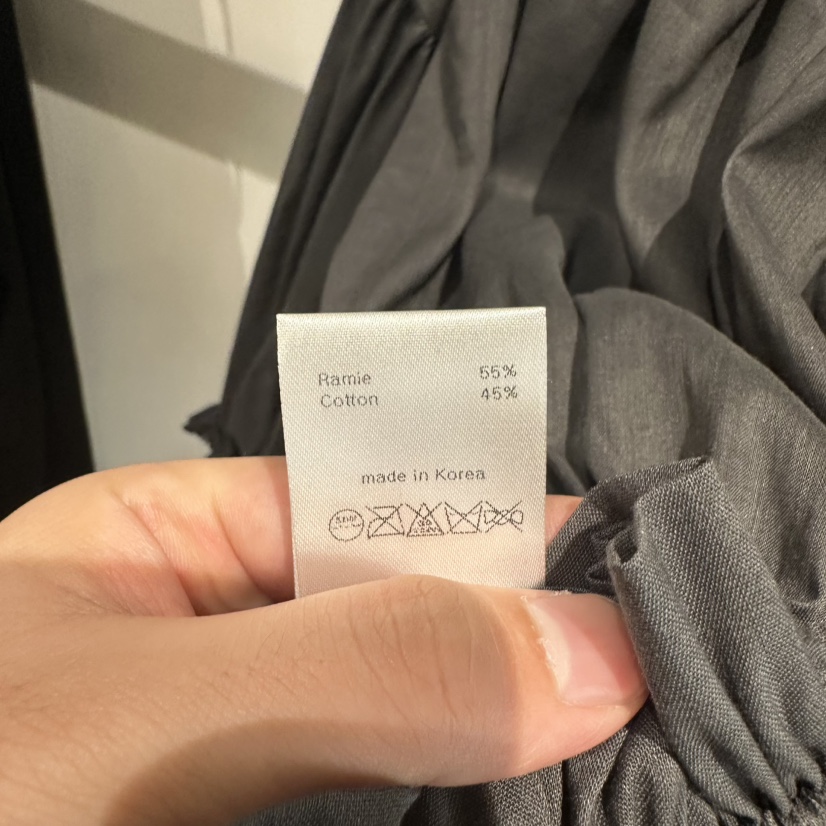 Ramie 55%
Cotton 45%
made in Korea